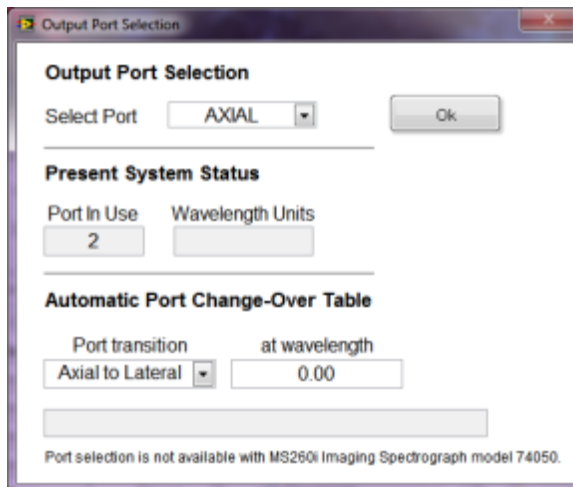 Output Port Selection
Output Port Selection
Select Port AXIAL Ok
Present System Status
Port In Use Wavelength Units
2
Automatic Port Change-Over Table
Port transition at wavelength
Axial to Lateral 0.00
Port selection is not available with MS260i Imaging Spectrograph model 74050.